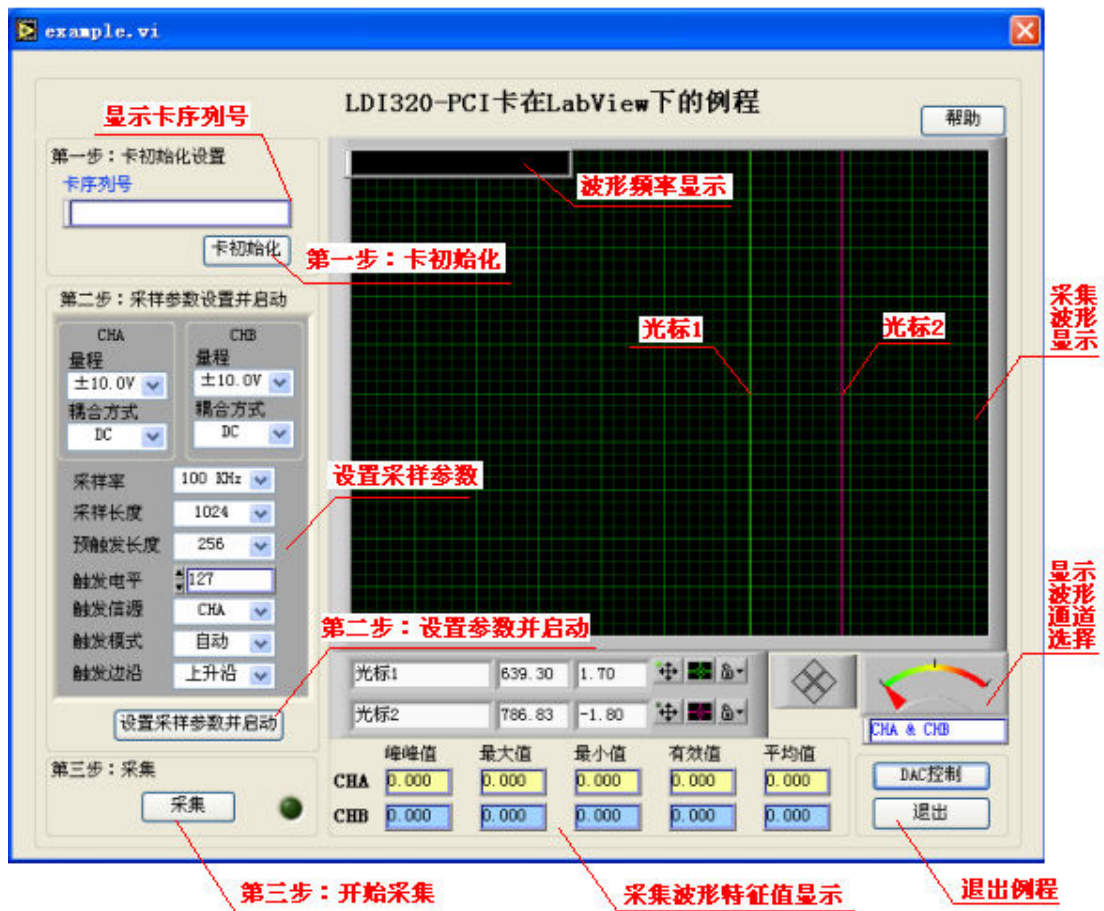 example.vi
LDI320-PCI卡在LabView下的例程
帮助
显示卡序列号
第一步：卡初始化设置
卡序列号
卡初始化
第一步：卡初始化
波形频率显示
光标1
光标2
采集波形显示
第二步：采样参数设置并启动
CHA
CHB
量程
量程
±10.0V
±10.0V
耦合方式
耦合方式
DC
DC
采样率
100 KHz
采样长度
1024
预触发长度
256
触发电平
127
触发信源
CHA
触发模式
自动
触发边沿
上升沿
设置采样参数
第二步：设置参数并启动
设置采样参数并启动
显示波形通道选择
光标1
639.30
1.70
光标2
786.83
-1.80
CHA & CHB
峰峰值
最大值
最小值
有效值
平均值
CHA
0.000
0.000
0.000
0.000
0.000
CHB
0.000
0.000
0.000
0.000
0.000
第三步：采集
采集
DAC控制
退出
第三步：开始采集
采集波形特征值显示
退出例程